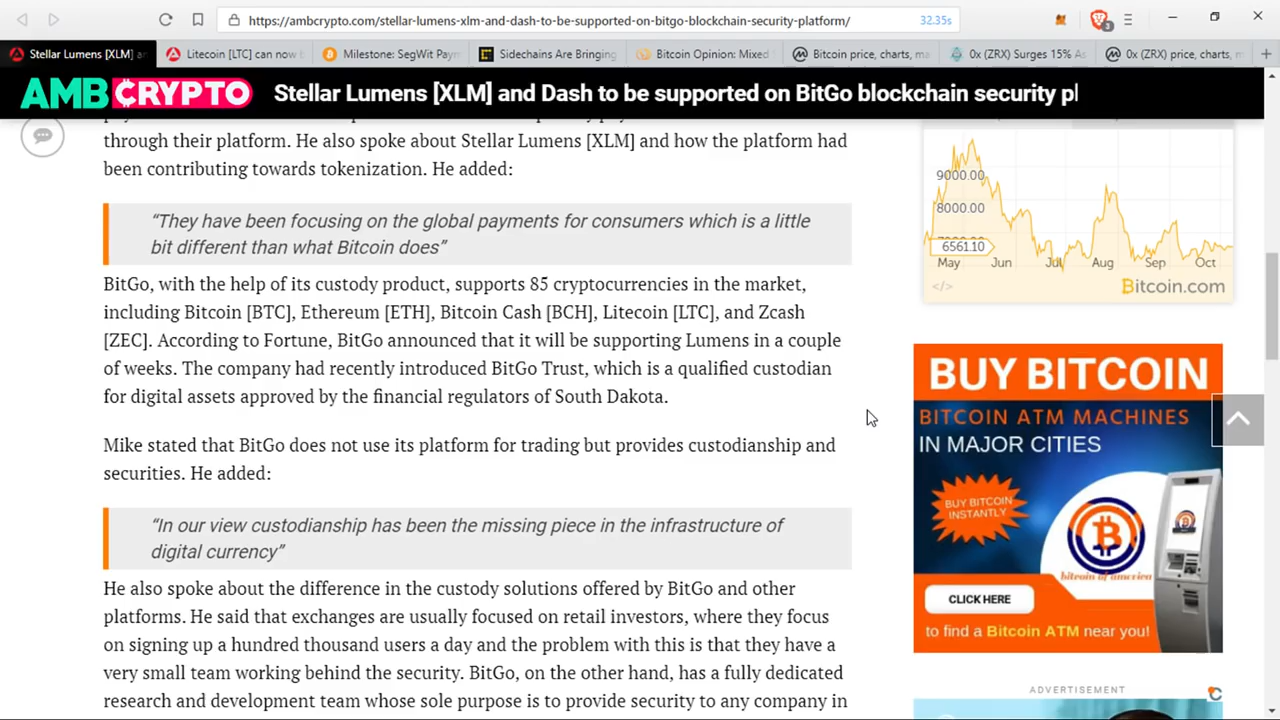 https://ambcrypto.com/stellar-lumens-xlm-and-dash-to-be-supported-on-bitgo-blockchain-security-platform/
32.35s
3
Stellar Lumens [XLM] a
Litecoin [LTC] can now
Milestone: SegWit Paym
Sidechains Are Bringing
Bitcoin Opinion: Mixed
Bitcoin price, charts, ma
0x (ZRX) Surges 15% As
0x (ZRX) price, charts, m
AMBCRYPTO
Stellar Lumens [XLM] and Dash to be supported on BitGo blockchain security pl
through their platform. He also spoke about Stellar Lumens [XLM] and how the platform had
been contributing towards tokenization. He added:
“They have been focusing on the global payments for consumers which is a little
bit different than what Bitcoin does”
BitGo, with the help of its custody product, supports 85 cryptocurrencies in the market,
including Bitcoin [BTC], Ethereum [ETH], Bitcoin Cash [BCH], Litecoin [LTC], and Zcash
[ZEC]. According to Fortune, BitGo announced that it will be supporting Lumens in a couple
of weeks. The company had recently introduced BitGo Trust, which is a qualified custodian
for digital assets approved by the financial regulators of South Dakota.
Mike stated that BitGo does not use its platform for trading but provides custodianship and
securities. He added:
“In our view custodianship has been the missing piece in the infrastructure of
digital currency”
He also spoke about the difference in the custody solutions offered by BitGo and other
platforms. He said that exchanges are usually focused on retail investors, where they focus
on signing up a hundred thousand users a day and the problem with this is that they have a
very small team working behind the security. BitGo, on the other hand, has a fully dedicated
research and development team whose sole purpose is to provide security to any company in
9000.00
8000.00
6561.10
May Jun Jul Aug Sep Oct
</>
Bitcoin.com
BUY BITCOIN
BITCOIN ATM MACHINES
IN MAJOR CITIES
BUY BITCOIN
INSTANTLY
bitcoin of america
CLICK HERE
to find a Bitcoin ATM near you!
ADVERTISEMENT